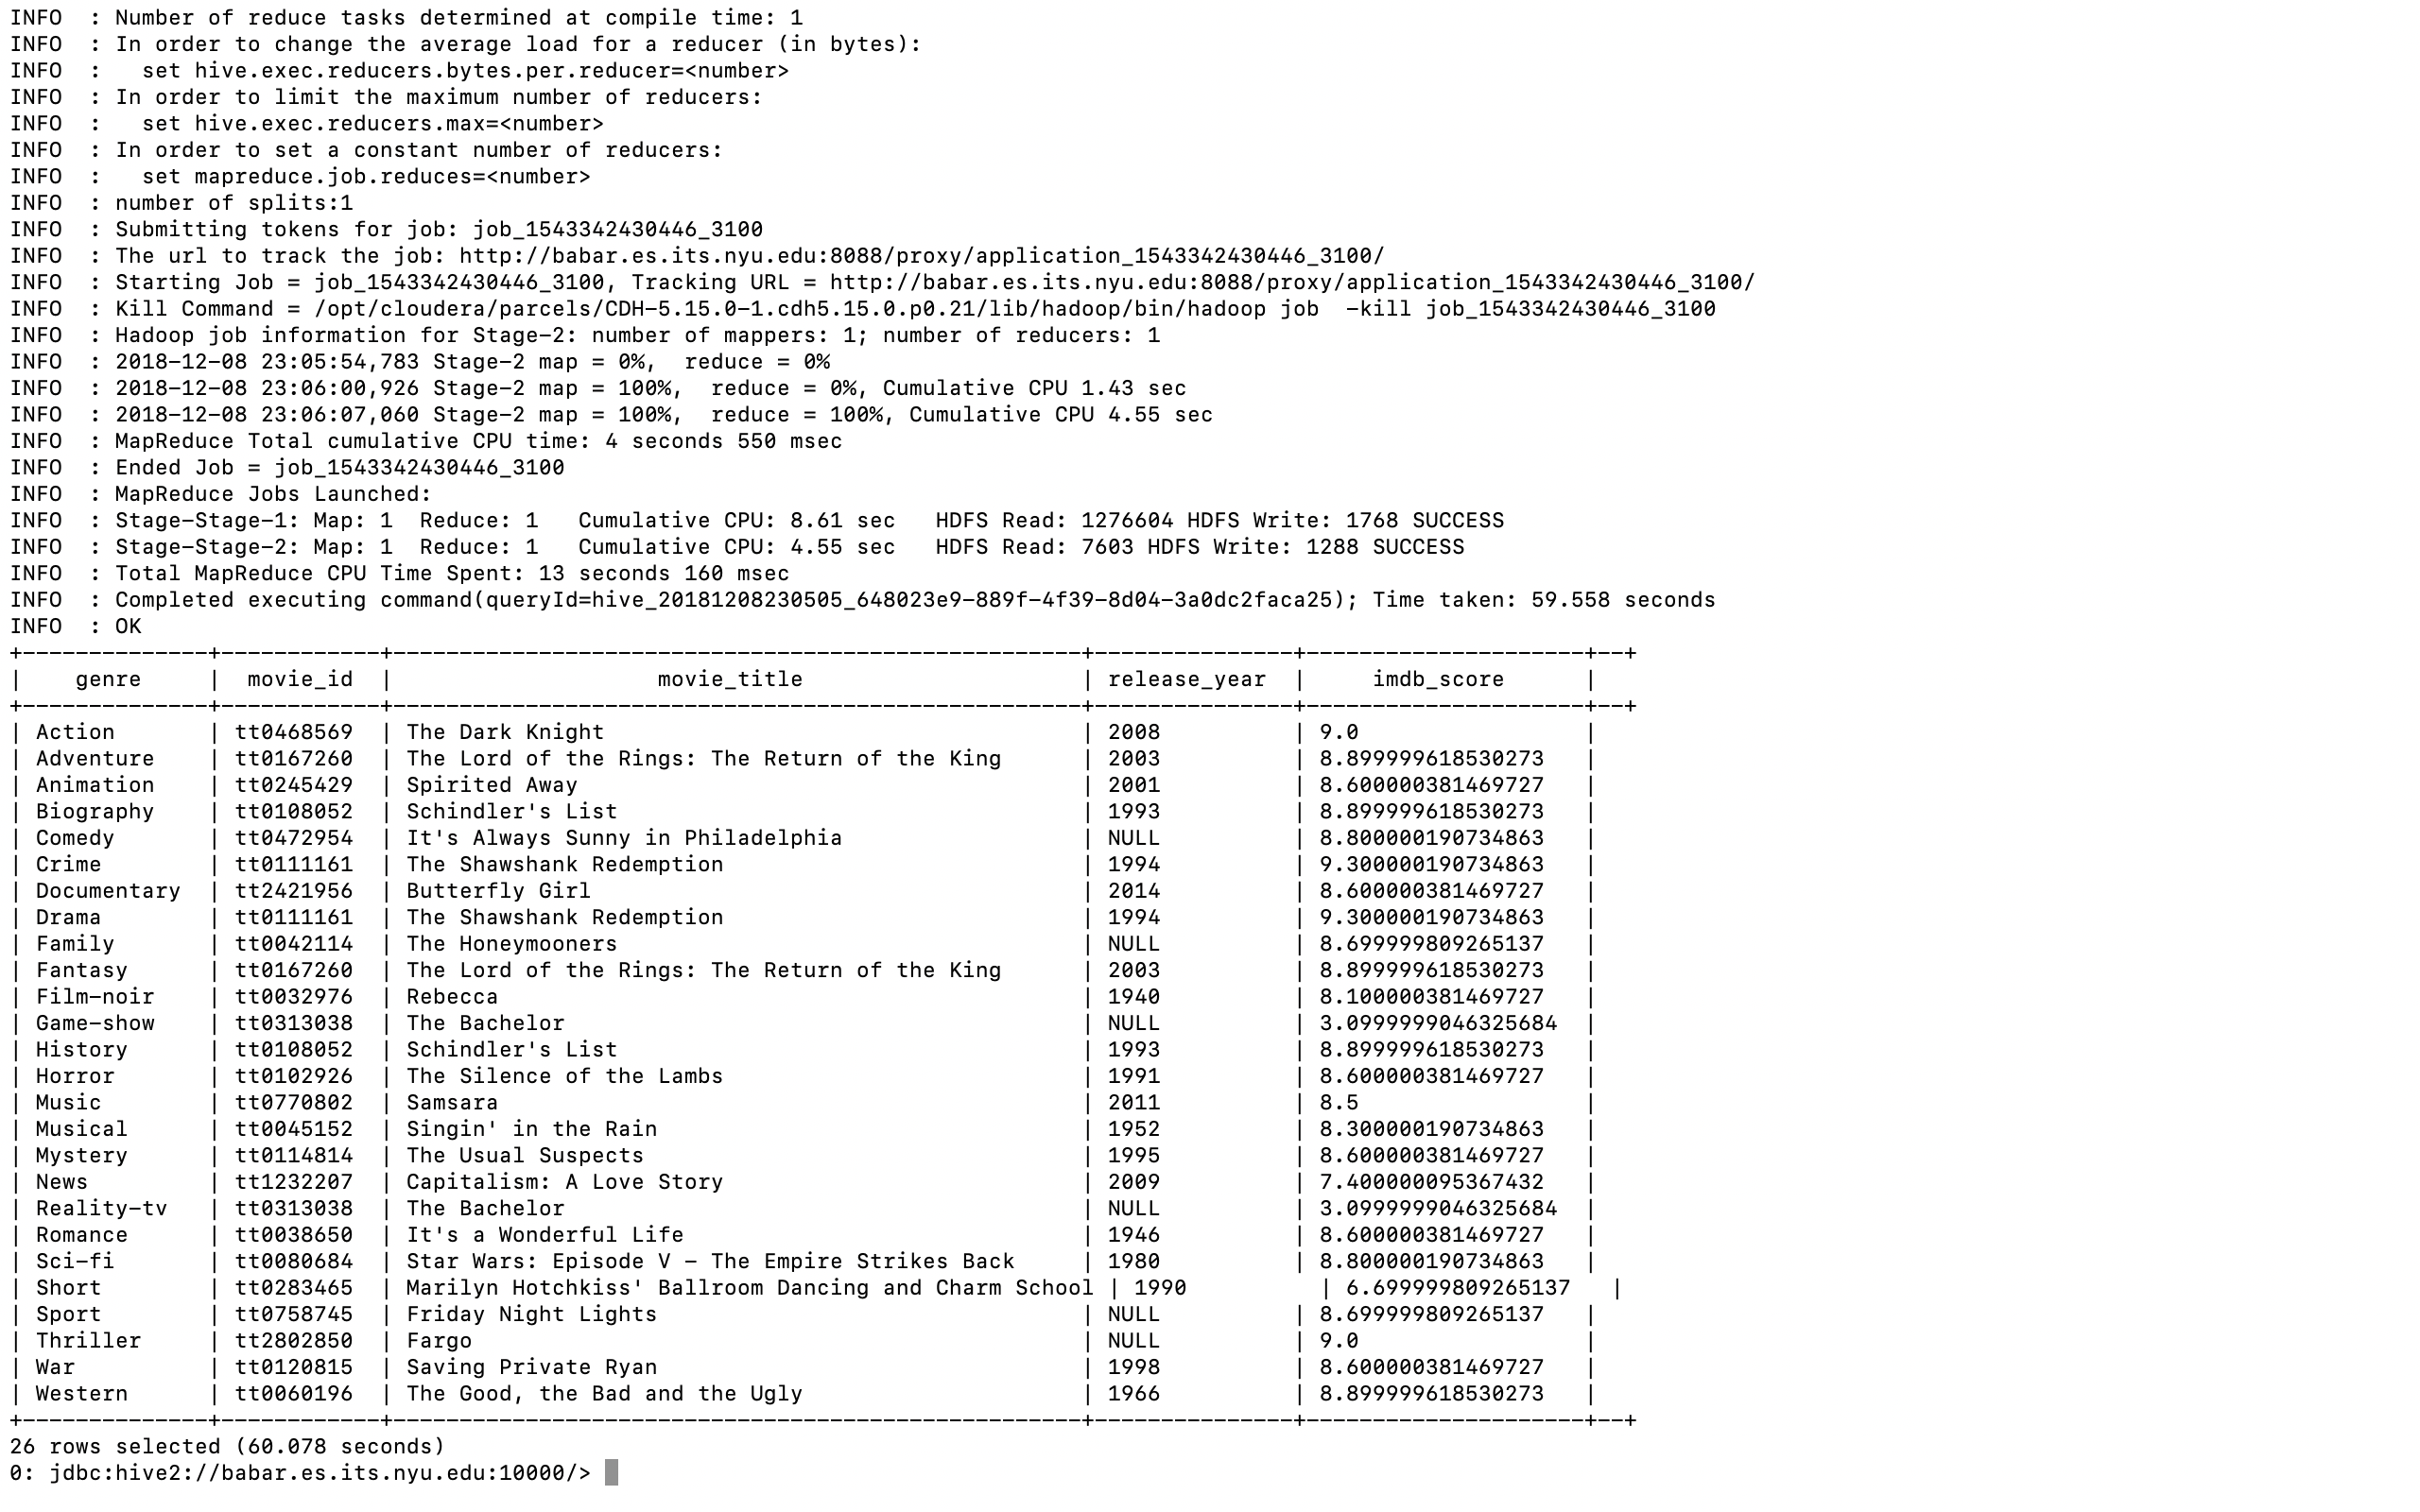 INFO  : Number of reduce tasks determined at compile time: 1
INFO  : In order to change the average load for a reducer (in bytes):
INFO  :   set hive.exec.reducers.bytes.per.reducer=<number>
INFO  : In order to limit the maximum number of reducers:
INFO  :   set hive.exec.reducers.max=<number>
INFO  : In order to set a constant number of reducers:
INFO  :   set mapreduce.job.reduces=<number>
INFO  : number of splits:1
INFO  : Submitting tokens for job: job_1543342430446_3100
INFO  : The url to track the job: http://babar.es.its.nyu.edu:8088/proxy/application_1543342430446_3100/
INFO  : Starting Job = job_1543342430446_3100, Tracking URL = http://babar.es.its.nyu.edu:8088/proxy/application_1543342430446_3100/
INFO  : Kill Command = /opt/cloudera/parcels/CDH-5.15.0-1.cdh5.15.0.p0.21/lib/hadoop/bin/hadoop job  -kill job_1543342430446_3100
INFO  : Hadoop job information for Stage-2: number of mappers: 1; number of reducers: 1
INFO  : 2018-12-08 23:05:54,783 Stage-2 map = 0%,  reduce = 0%
INFO  : 2018-12-08 23:06:00,926 Stage-2 map = 100%,  reduce = 0%, Cumulative CPU 1.43 sec
INFO  : 2018-12-08 23:06:07,060 Stage-2 map = 100%,  reduce = 100%, Cumulative CPU 4.55 sec
INFO  : MapReduce Total cumulative CPU time: 4 seconds 550 msec
INFO  : Ended Job = job_1543342430446_3100
INFO  : MapReduce Jobs Launched:
INFO  : Stage-Stage-1: Map: 1  Reduce: 1   Cumulative CPU: 8.61 sec   HDFS Read: 1276604 HDFS Write: 1768 SUCCESS
INFO  : Stage-Stage-2: Map: 1  Reduce: 1   Cumulative CPU: 4.55 sec   HDFS Read: 7603 HDFS Write: 1288 SUCCESS
INFO  : Total MapReduce CPU Time Spent: 13 seconds 160 msec
INFO  : Completed executing command(queryId=hive_20181208230505_648023e9-889f-4f39-8d04-3a0dc2faca25); Time taken: 59.558 seconds
INFO  : OK
| genre | movie_id | movie_title | release_year | imdb_score |
| Action | tt0468569 | The Dark Knight | 2008 | 9.0 |
| Adventure | tt0167260 | The Lord of the Rings: The Return of the King | 2003 | 8.899999618530273 |
| Animation | tt0245429 | Spirited Away | 2001 | 8.600000381469727 |
| Biography | tt0108052 | Schindler's List | 1993 | 8.899999618530273 |
| Comedy | tt0472954 | It's Always Sunny in Philadelphia | NULL | 8.800000190734863 |
| Crime | tt0111161 | The Shawshank Redemption | 1994 | 9.300000190734863 |
| Documentary | tt2421956 | Butterfly Girl | 2014 | 8.600000381469727 |
| Drama | tt0111161 | The Shawshank Redemption | 1994 | 9.300000190734863 |
| Family | tt0042114 | The Honeymooners | NULL | 8.699999809265137 |
| Fantasy | tt0167260 | The Lord of the Rings: The Return of the King | 2003 | 8.899999618530273 |
| Film-noir | tt0032976 | Rebecca | 1940 | 8.100000381469727 |
| Game-show | tt0313038 | The Bachelor | NULL | 3.0999999046325684 |
| History | tt0108052 | Schindler's List | 1993 | 8.899999618530273 |
| Horror | tt0102926 | The Silence of the Lambs | 1991 | 8.600000381469727 |
| Music | tt0770802 | Samsara | 2011 | 8.5 |
| Musical | tt0045152 | Singin' in the Rain | 1952 | 8.300000190734863 |
| Mystery | tt0114814 | The Usual Suspects | 1995 | 8.600000381469727 |
| News | tt1232207 | Capitalism: A Love Story | 2009 | 7.400000095367432 |
| Reality-tv | tt0313038 | The Bachelor | NULL | 3.0999999046325684 |
| Romance | tt0038650 | It's a Wonderful Life | 1946 | 8.600000381469727 |
| Sci-fi | tt0080684 | Star Wars: Episode V - The Empire Strikes Back | 1980 | 8.800000190734863 |
| Short | tt0283465 | Marilyn Hotchkiss' Ballroom Dancing and Charm School | 1990 | 6.699999809265137 |
| Sport | tt0758745 | Friday Night Lights | NULL | 8.699999809265137 |
| Thriller | tt2802850 | Fargo | NULL | 9.0 |
| War | tt0120815 | Saving Private Ryan | 1998 | 8.600000381469727 |
| Western | tt0060196 | The Good, the Bad and the Ugly | 1966 | 8.899999618530273 |
26 rows selected (60.078 seconds)
0: jdbc:hive2://babar.es.its.nyu.edu:10000/>